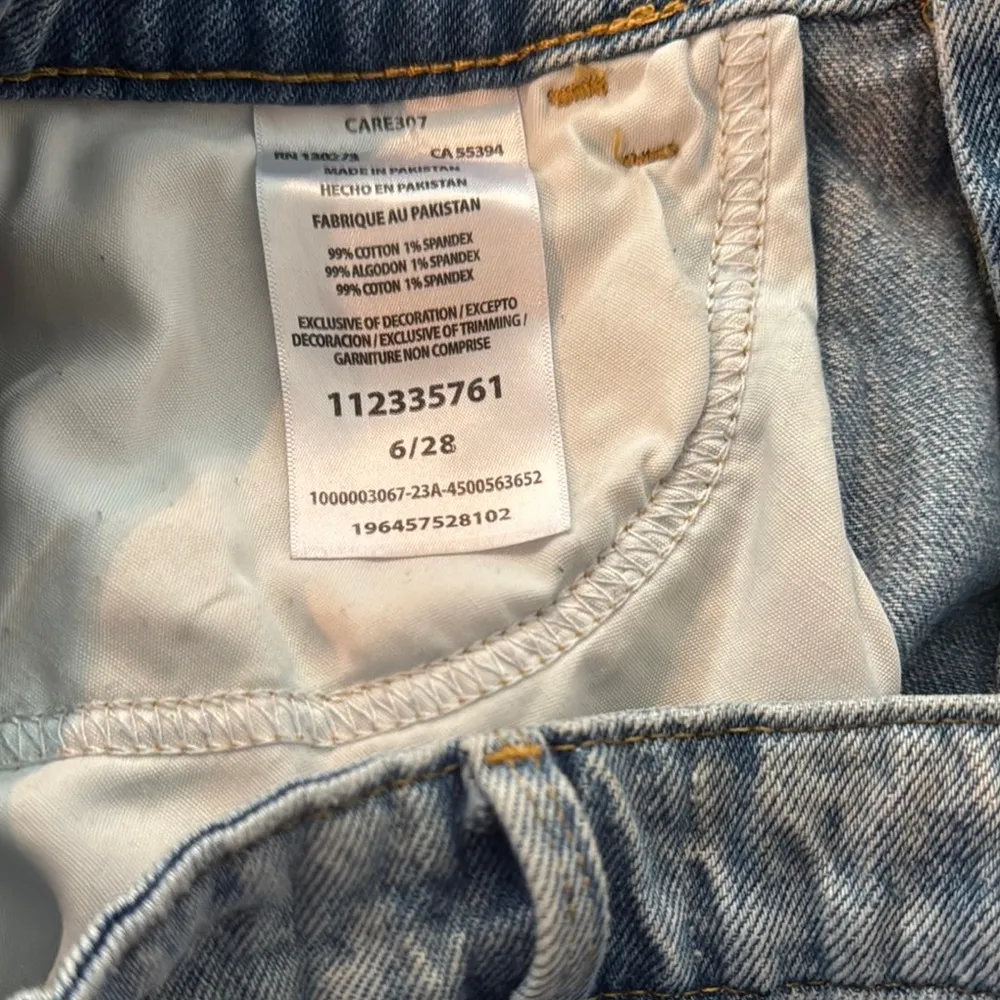 CARE307
RN 130273 CA 55394
MADE IN PAKISTAN
HECHO EN PAKISTAN
FABRIQUE AU PAKISTAN
99% COTTON 1% SPANDEX
99% ALGODON 1% SPANDEX
99% COTON 1% SPANDEX
EXCLUSIVE OF DECORATION / EXCEPTO
DECORACION / EXCLUSIVE OF TRIMMING /
GARNITURE NON COMPRISE
112335761
6/28
1000003067-23A-4500563652
196457528102